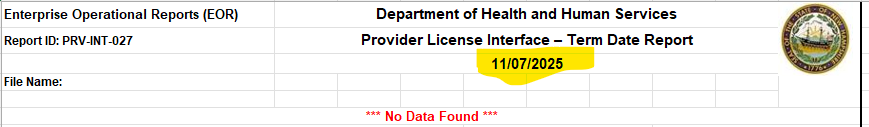 Enterprise Operational Reports (EOR) Department of Health and Human Services
Report ID: PRV-INT-027 Provider License Interface – Term Date Report
11/07/2025
File Name:
*** No Data Found ***